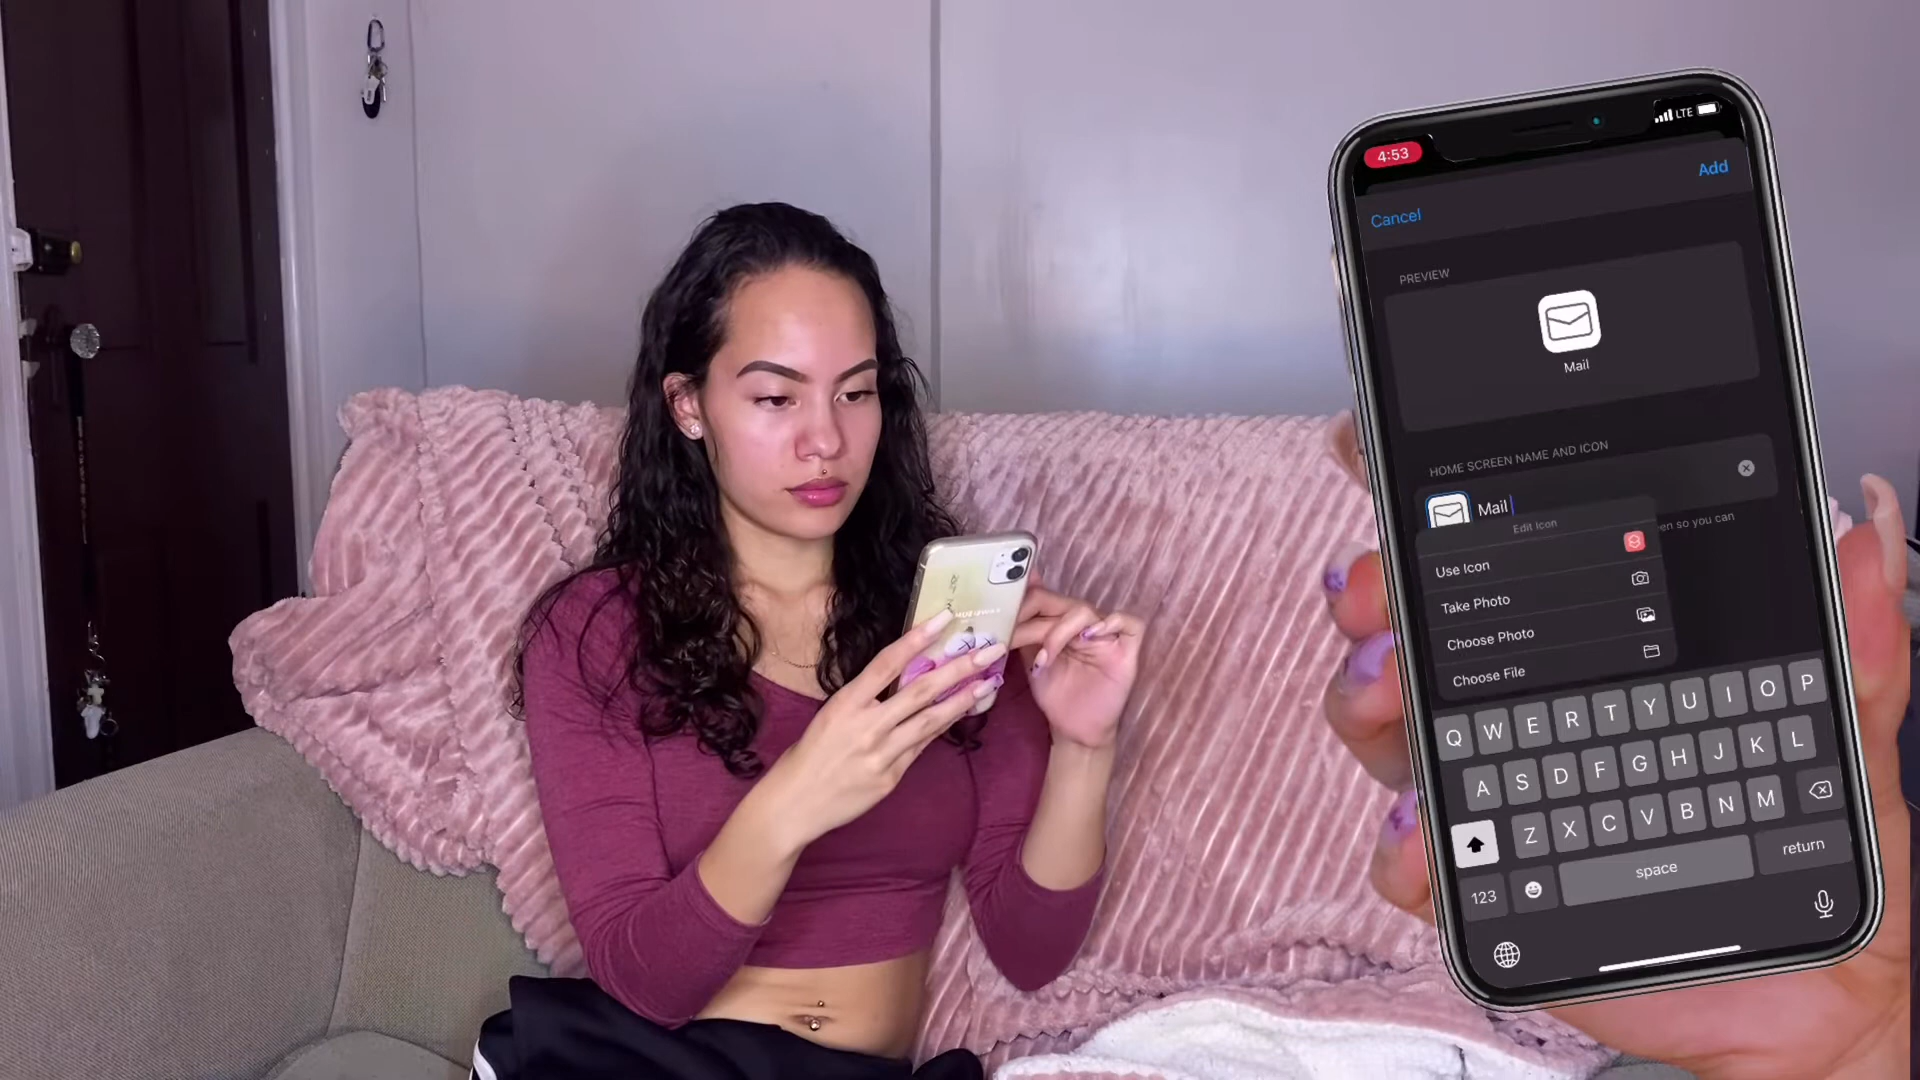 4:53
LTE
Cancel
Add
PREVIEW
Mail
HOME SCREEN NAME AND ICON
Mail
en so you can
Edit Icon
Use Icon
Take Photo
Choose Photo
Choose File
Q W E R T Y U I O P
A S D F G H J K L
Z X C V B N M
123
space
return